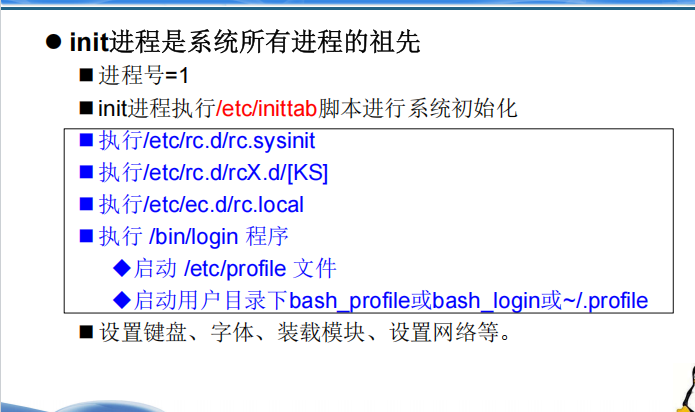 init进程是系统所有进程的祖先
进程号=1
init进程执行/etc/inittab脚本进行系统初始化
执行/etc/rc.d/rc.sysinit
执行/etc/rc.d/rcX.d/[KS]
执行/etc/ec.d/rc.local
执行 /bin/login 程序
启动 /etc/profile 文件
启动用户目录下bash_profile或bash_login或~/.profile
设置键盘、字体、装载模块、设置网络等。